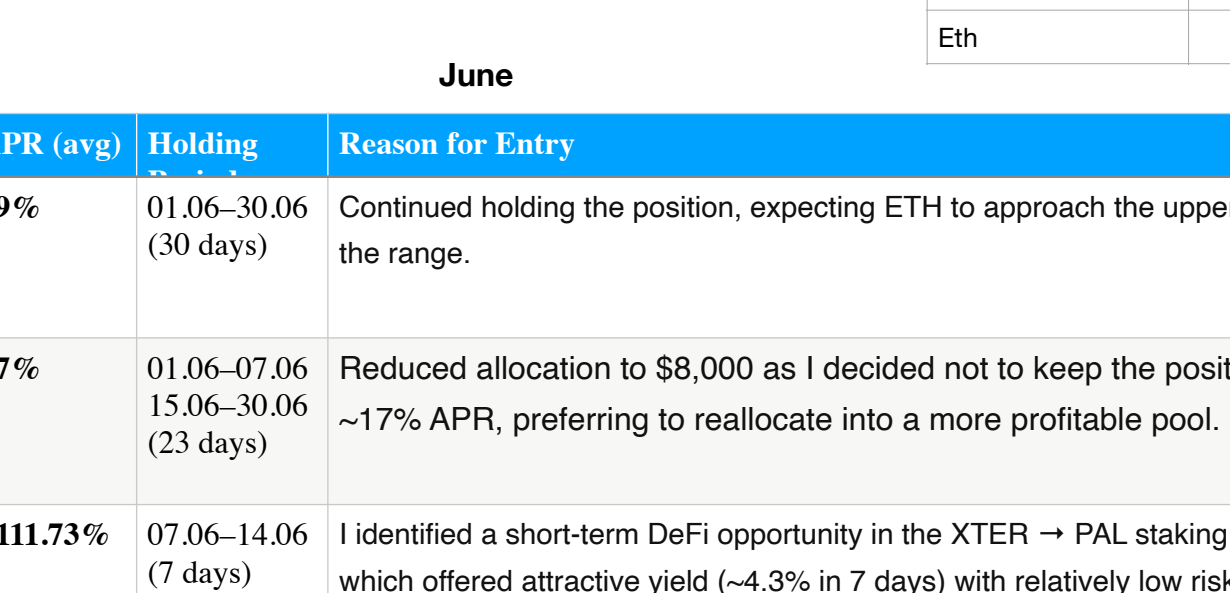 Eth
June
PR (avg)
Holding
Reason for Entry
9%
01.06–30.06
(30 days)
Continued holding the position, expecting ETH to approach the upper
the range.
7%
01.06–07.06
15.06–30.06
(23 days)
Reduced allocation to $8,000 as I decided not to keep the posit
~17% APR, preferring to reallocate into a more profitable pool.
111.73%
07.06–14.06
(7 days)
I identified a short-term DeFi opportunity in the XTER → PAL staking
which offered attractive yield (~4.3% in 7 days) with relatively low risk